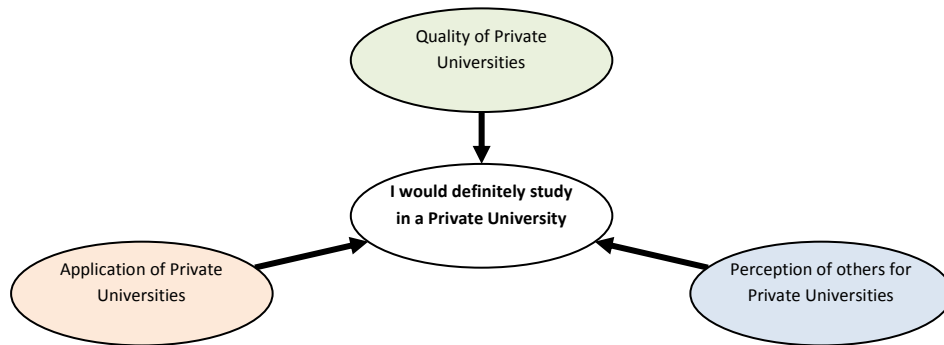 Quality of Private
Universities
I would definitely study
in a Private University
Application of Private
Universities
Perception of others for
Private Universities